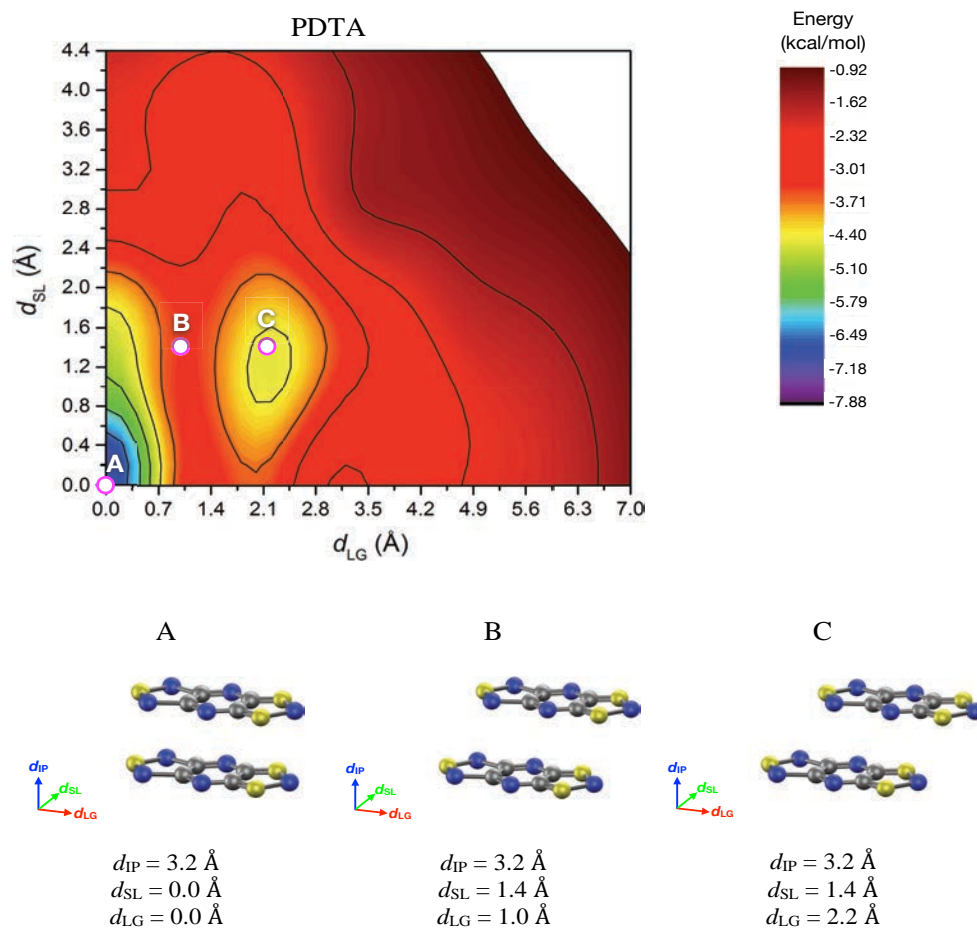 PDTA
Energy
(kcal/mol)
-0.92
-1.62
-2.32
-3.01
-3.71
-4.40
-5.10
-5.79
-6.49
-7.18
-7.88
4.4
4.0
3.6
3.2
2.8
2.4
2.0
1.6
1.2
0.8
0.4
0.0
dSL (Å)
A
B
C
0.0 0.7 1.4 2.1 2.8 3.5 4.2 4.9 5.6 6.3 7.0
dLG (Å)
A B C
dIP dSL dLG
dIP dSL dLG
dIP dSL dLG
dIP = 3.2 Å
dSL = 0.0 Å
dLG = 0.0 Å
dIP = 3.2 Å
dSL = 1.4 Å
dLG = 1.0 Å
dIP = 3.2 Å
dSL = 1.4 Å
dLG = 2.2 Å